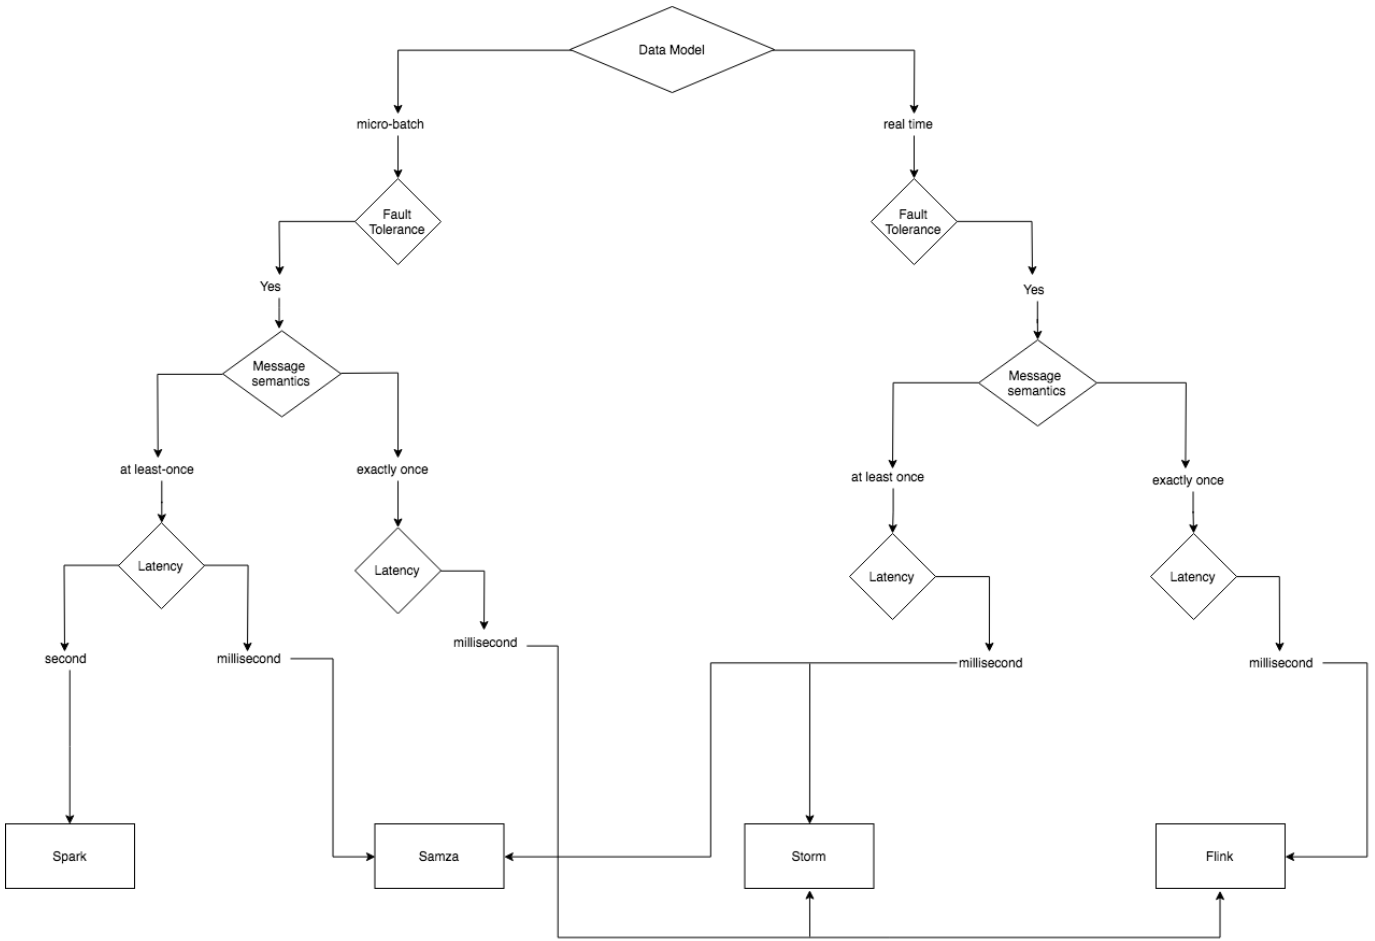 Data Model
micro-batch
real time
Fault
Tolerance
Fault
Tolerance
Yes
Yes
Message
semantics
Message
semantics
at least-once
exactly once
at least once
exactly once
Latency
Latency
Latency
Latency
second
millisecond
millisecond
millisecond
millisecond
Spark
Samza
Storm
Flink